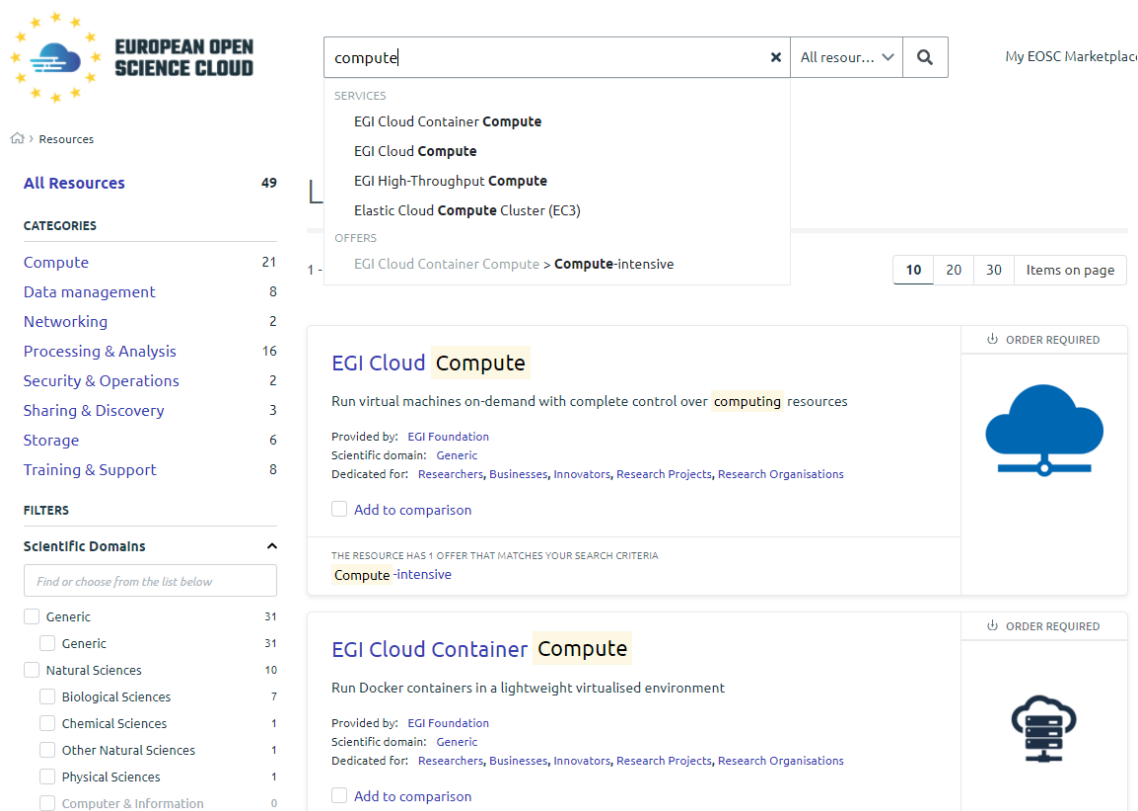 EUROPEAN OPEN
SCIENCE CLOUD
compute
All resour...
My EOSC Marketplace
SERVICES
EGI Cloud Container Compute
EGI Cloud Compute
EGI High-Throughput Compute
Elastic Cloud Compute Cluster (EC3)
OFFERS
EGI Cloud Container Compute > Compute-intensive
Resources
All Resources 49
CATEGORIES
Compute 21
Data management 8
Networking 2
Processing & Analysis 16
Security & Operations 2
Sharing & Discovery 3
Storage 6
Training & Support 8
FILTERS
Scientific Domains
Find or choose from the list below
Generic 31
Generic 31
Natural Sciences 10
Biological Sciences 7
Chemical Sciences 1
Other Natural Sciences 1
Physical Sciences 1
Computer & Information 0
L
1 -
10 20 30 Items on page
EGI Cloud Compute
Run virtual machines on-demand with complete control over computing resources
Provided by: EGI Foundation
Scientific domain: Generic
Dedicated for: Researchers, Businesses, Innovators, Research Projects, Research Organisations
Add to comparison
THE RESOURCE HAS 1 OFFER THAT MATCHES YOUR SEARCH CRITERIA
Compute-intensive
ORDER REQUIRED
EGI Cloud Container Compute
Run Docker containers in a lightweight virtualised environment
Provided by: EGI Foundation
Scientific domain: Generic
Dedicated for: Researchers, Businesses, Innovators, Research Projects, Research Organisations
Add to comparison
ORDER REQUIRED